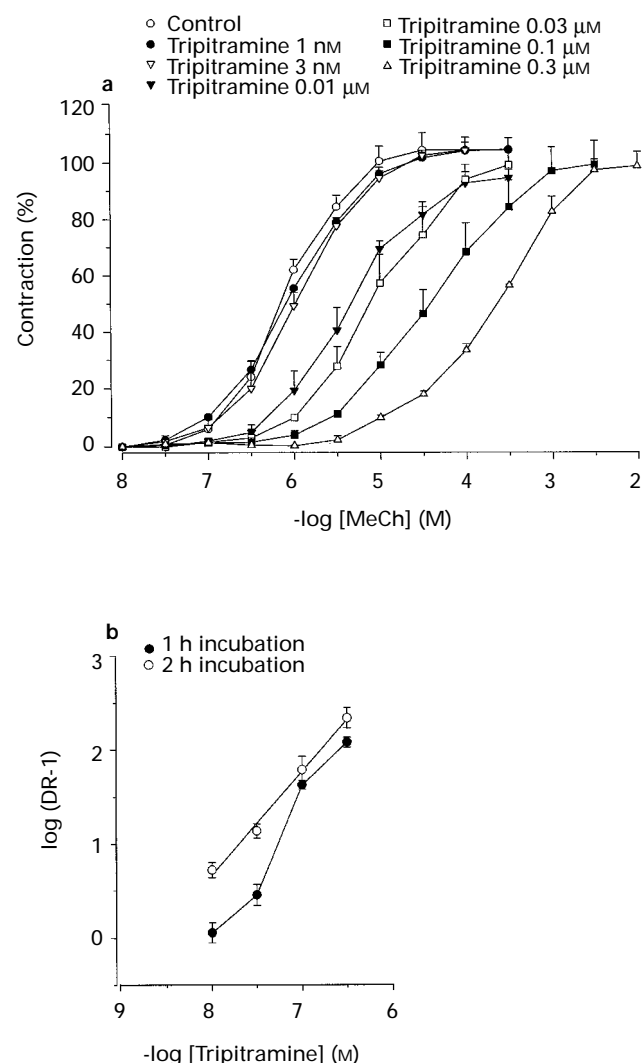 Control
Tripitramine 1 nM
Tripitramine 3 nM
Tripitramine 0.01 μM
Tripitramine 0.03 μM
Tripitramine 0.1 μM
Tripitramine 0.3 μM
a
Contraction (%)
120
100
80
60
40
20
0
8 7 6 5 4 3 2
-log [MeCh] (M)
b
1 h incubation
2 h incubation
log (DR-1)
3
2
1
0
9 8 7 6
-log [Tripitramine] (M)